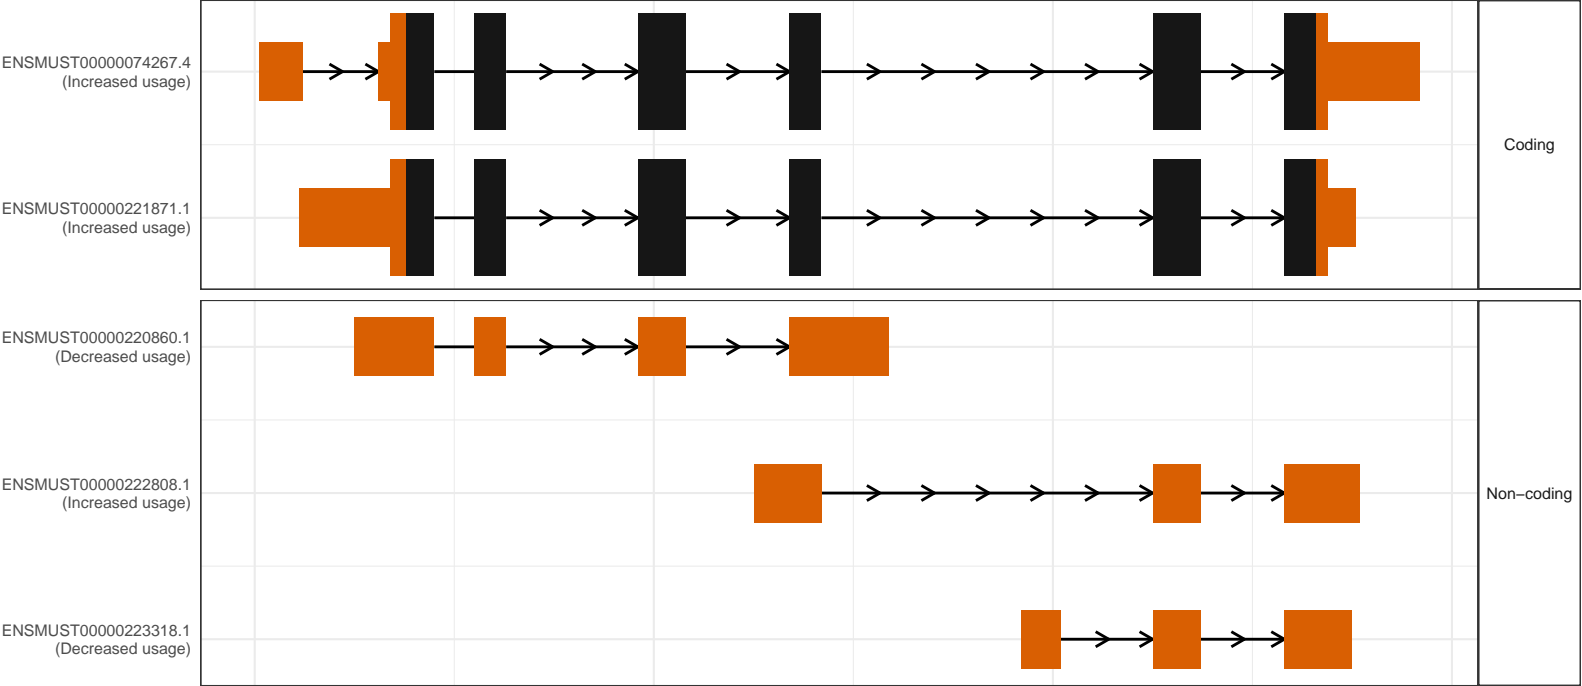 ENSMUST00000074267.4
(Increased usage)
ENSMUST00000221871.1
(Increased usage)
Coding
ENSMUST00000220860.1
(Decreased usage)
ENSMUST00000222808.1
(Increased usage)
Non–coding
ENSMUST00000223318.1
(Decreased usage)